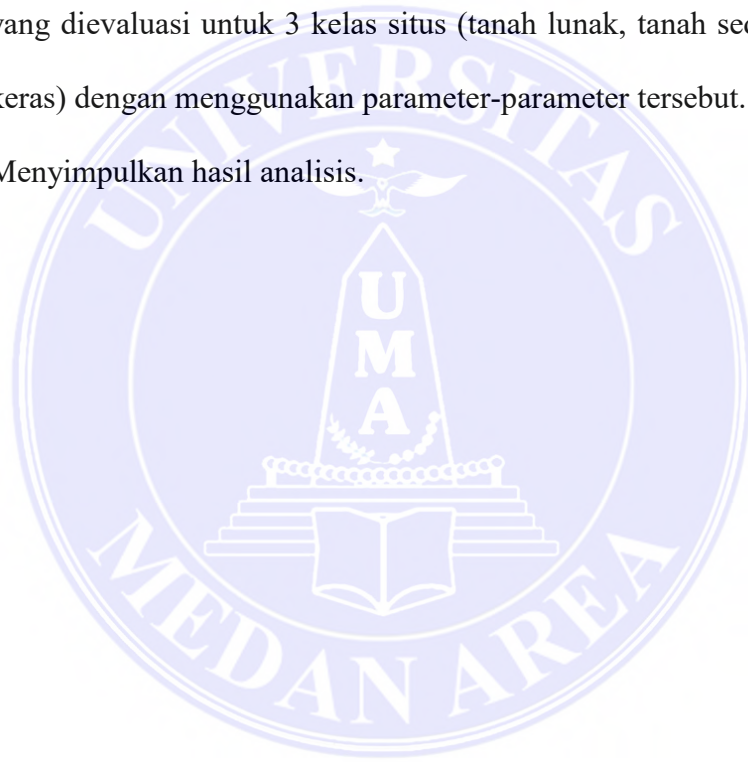 yang dievaluasi untuk 3 kelas situs (tanah lunak, tanah
keras) dengan menggunakan parameter-parameter tersebut.
Menyimpulkan hasil analisis.
UNIVERSITAS
UMA
MEDAN AREA